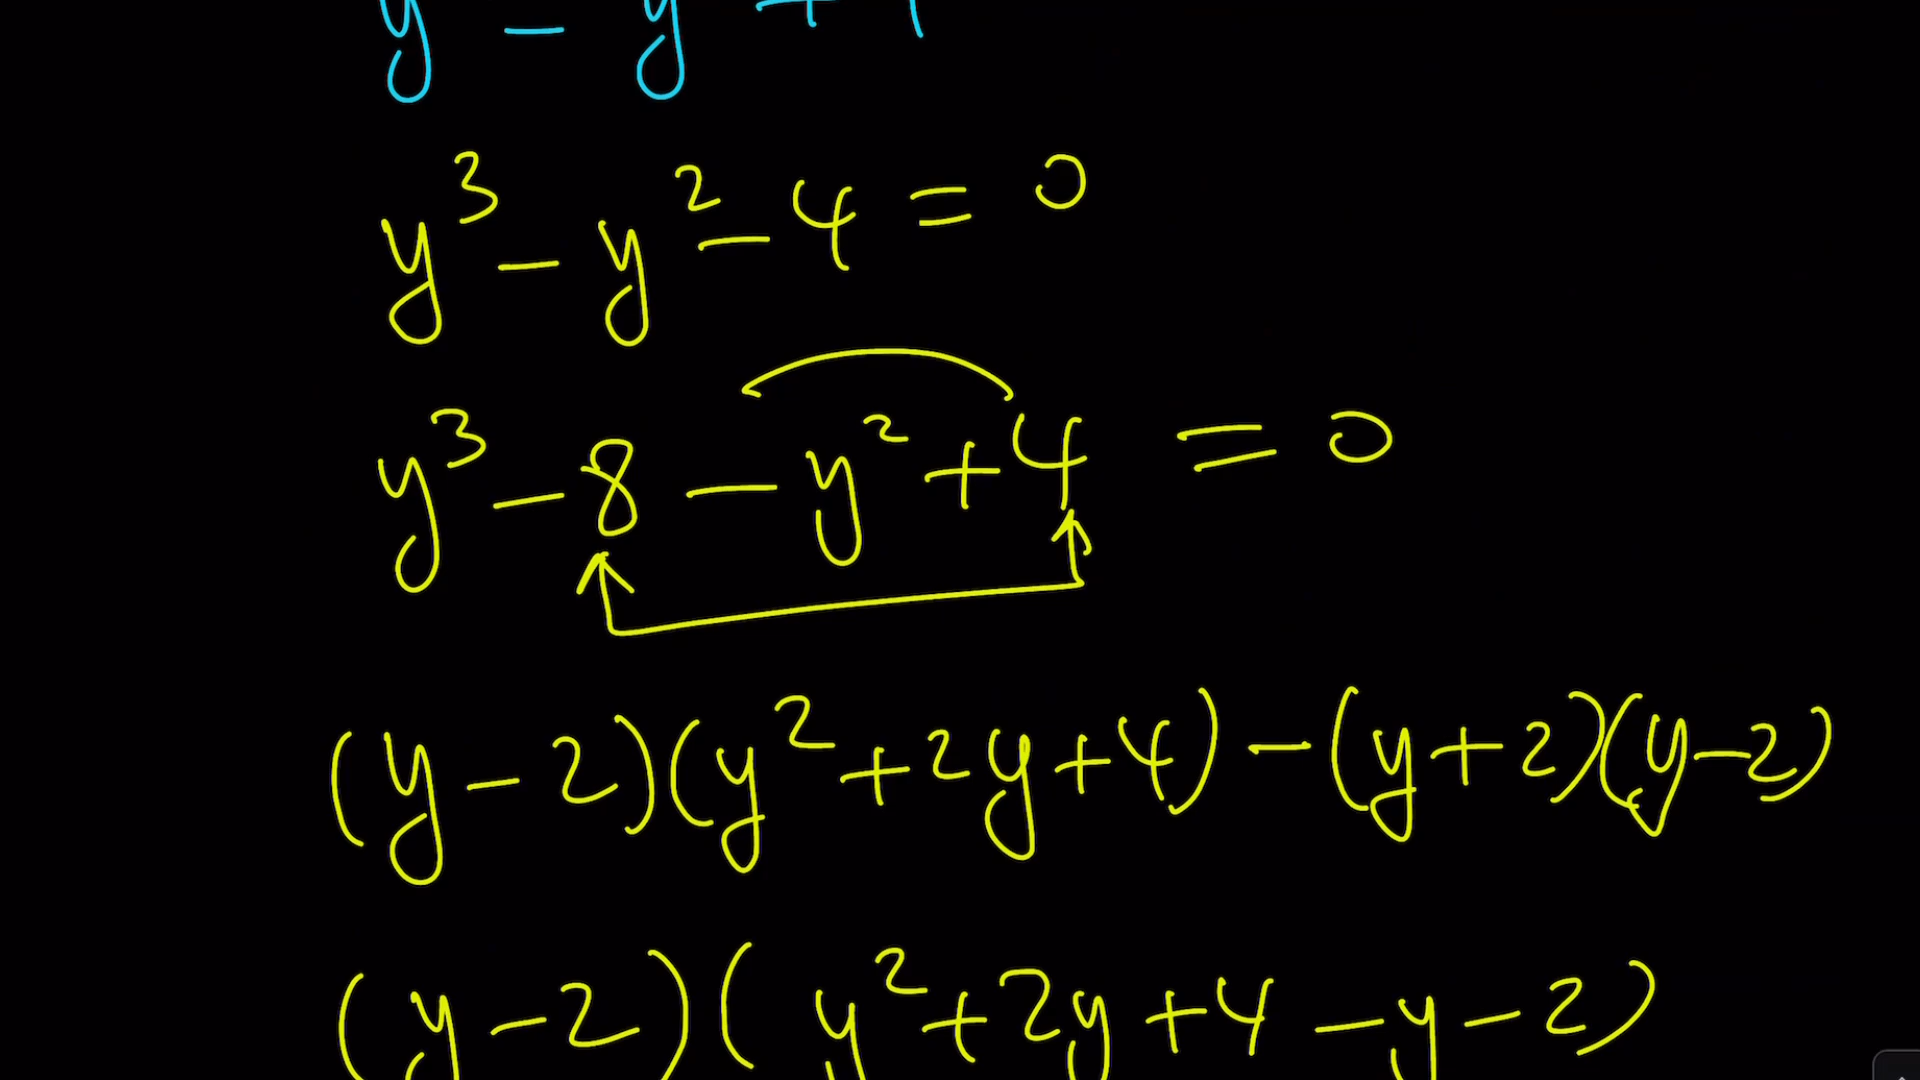 y - y + 1
y³ - y² - 4 = 0
y³ - 8 - y² + 4 = 0
(y - 2)(y² + 2y + 4) - (y + 2)(y - 2)
(y - 2)(y² + 2y + 4 - y - 2)